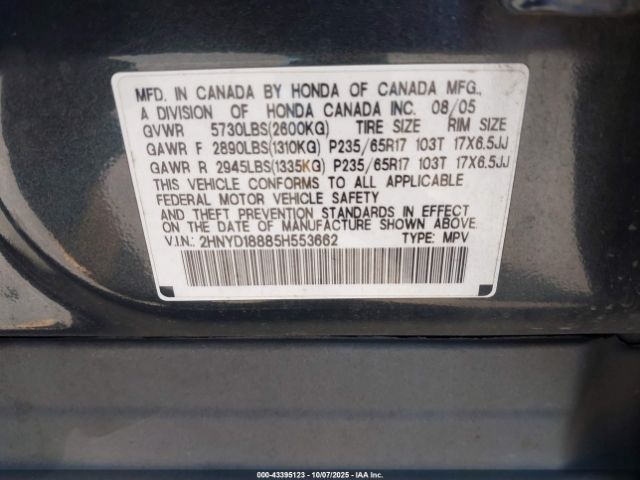 MFD. IN CANADA BY HONDA OF CANADA MFG.,
A DIVISION OF HONDA CANADA INC. 08/05
GVWR 5730LBS(2600KG) TIRE SIZE RIM SIZE
GAWR F 2890LBS(1310KG) P235/65R17 103T 17X6.5JJ
GAWR R 2945LBS(1335KG) P235/65R17 103T 17X6.5JJ
THIS VEHICLE CONFORMS TO ALL APPLICABLE
FEDERAL MOTOR VEHICLE SAFETY
AND THEFT PREVENTION STANDARDS IN EFFECT
ON THE DATE OF MANUFACTURE SHOWN ABOVE.
V.I.N.: 2HNYD18885H553662 TYPE: MPV
000-43395123 - 10/07/2025 - IAA Inc.